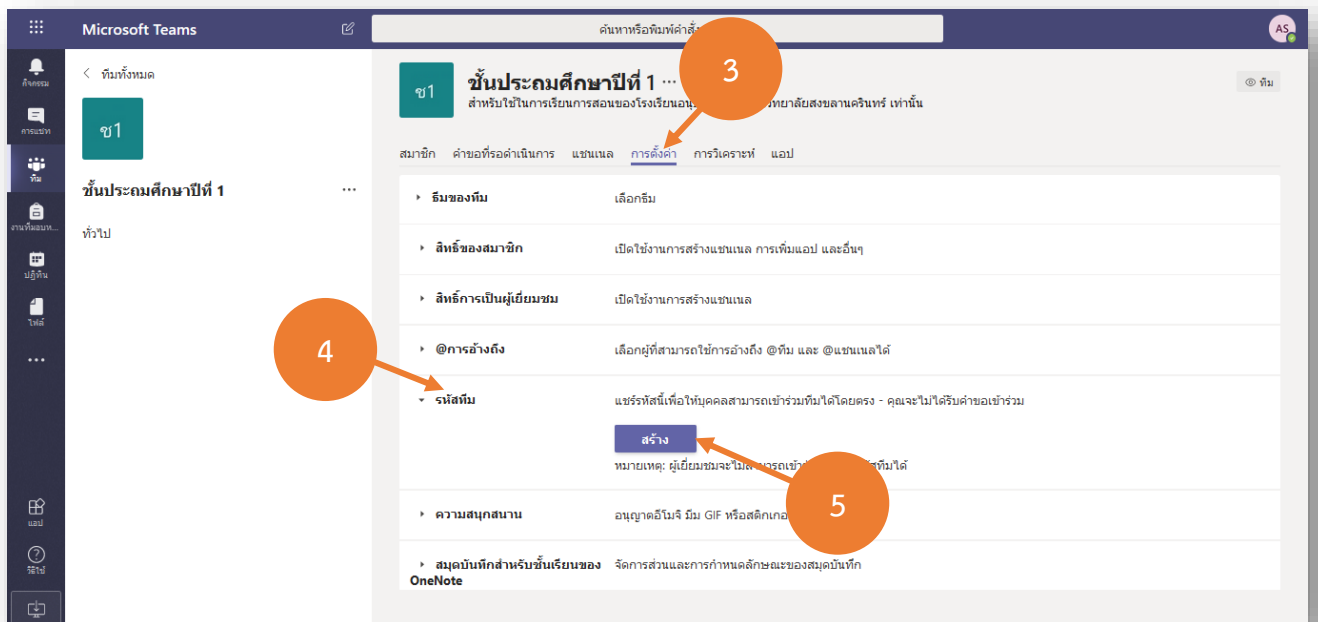 Microsoft Teams
ค้นหาหรือพิมพ์คำสั่ง
AS
กิจกรรม
การแชท
ทีม
งานที่มอบห...
ปฏิทิน
ไฟล์
แอป
วิธีใช้
ทีมทั้งหมด
ช1
ชั้นประถมศึกษาปีที่ 1
ทั่วไป
ช1
ชั้นประถมศึกษาปีที่ 1 ...
สำหรับใช้ในการเรียนการสอนของโรงเรียน เท่านั้น
ทีม
3
สมาชิก คำขอที่รอดำเนินการ แชนเนล การตั้งค่า การวิเคราะห์ แอป
ธีมของทีม เลือกธีม
สิทธิ์ของสมาชิก เปิดใช้งานการสร้างแชนเนล การเพิ่มแอป และอื่นๆ
สิทธิ์การเป็นผู้เยี่ยมชม เปิดใช้งานการสร้างแชนเนล
4
@การอ้างถึง เลือกผู้ที่สามารถใช้การอ้างถึง @ทีม และ @แชนเนลได้
รหัสทีม แชร์รหัสนี้เพื่อให้บุคคลสามารถเข้าร่วมทีมได้โดยตรง - คุณจะไม่ได้รับคำขอเข้าร่วม
สร้าง
หมายเหตุ: ผู้เยี่ยมชมจะไม่
5
ความสนุกสนาน อนุญาตอีโมจิ มีม GIF หรือ
สมุดบันทึกสำหรับชั้นเรียนของ จัดการส่วนและการกำหนดลักษณะของสมุดบันทึก
OneNote